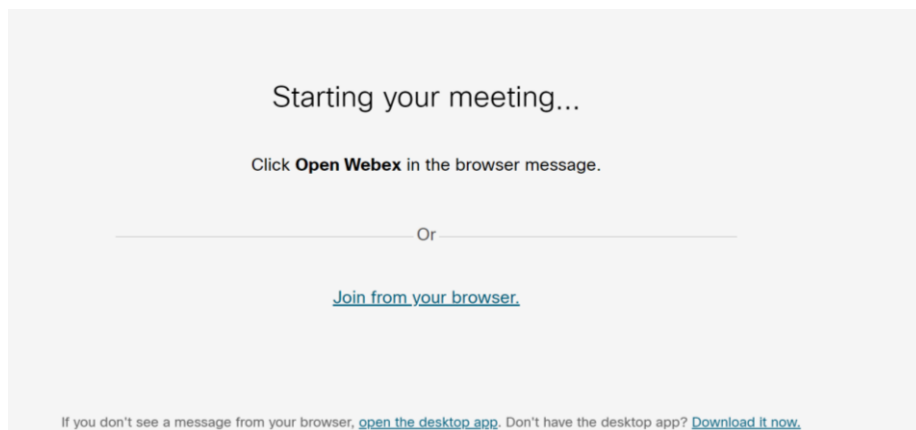 Starting your meeting...
Click Open Webex in the browser message.
Or
Join from your browser.
If you don't see a message from your browser, open the desktop app. Don't have the desktop app? Download it now.